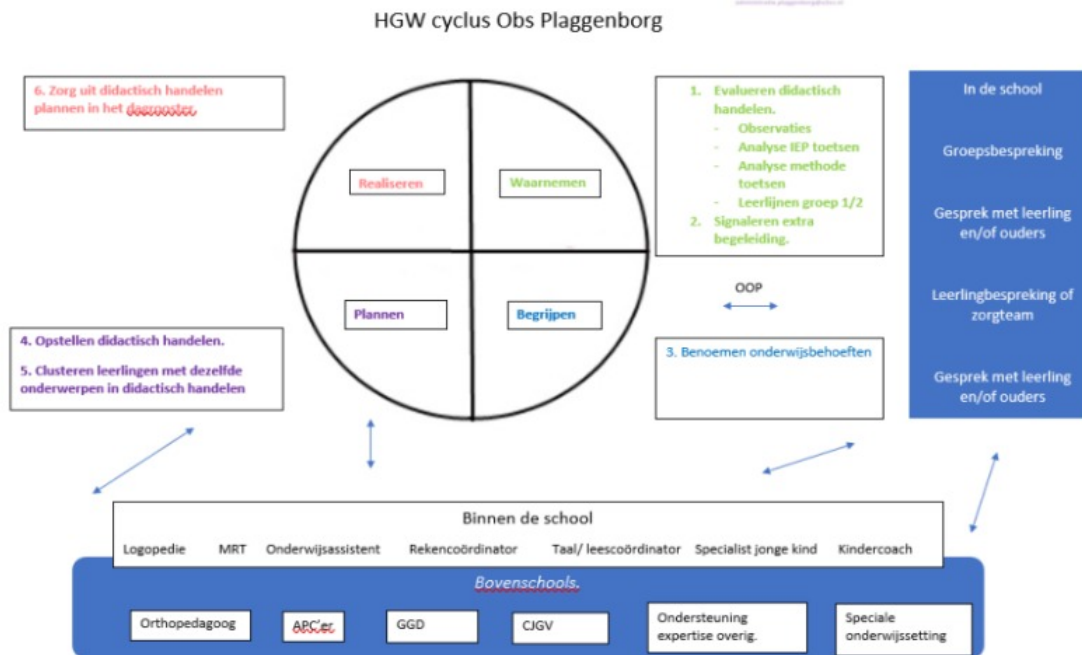 HGW cyclus Obs Plaggenborg
6. Zorg uit didactisch handelen
plannen in het dagrooster.
Realiseren
Waarnemen
Plannen
Begrijpen
1. Evalueren didactisch
handelen.
- Observaties
- Analyse IEP toetsen
- Analyse methode
toetsen
- Leerlijnen groep 1/2
2. Signaleren extra
begeleiding.
OOP
3. Benoemen onderwijsbehoeften
4. Opstellen didactisch handelen.
5. Clusteren leerlingen met dezelfde
onderwerpen in didactisch handelen
In de school
Groepsbespreking
Gesprek met leerling
en/of ouders
Leerlingbespreking of
zorgteam
Gesprek met leerling
en/of ouders
Binnen de school
Logopedie MRT Onderwijsassistent Rekencoördinator Taal/ leescoördinator Specialist jonge kind Kindercoach
Bovenschools.
Orthopedagoog
APC'er
GGD
CJGV
Ondersteuning
expertise overig.
Speciale
onderwijssetting